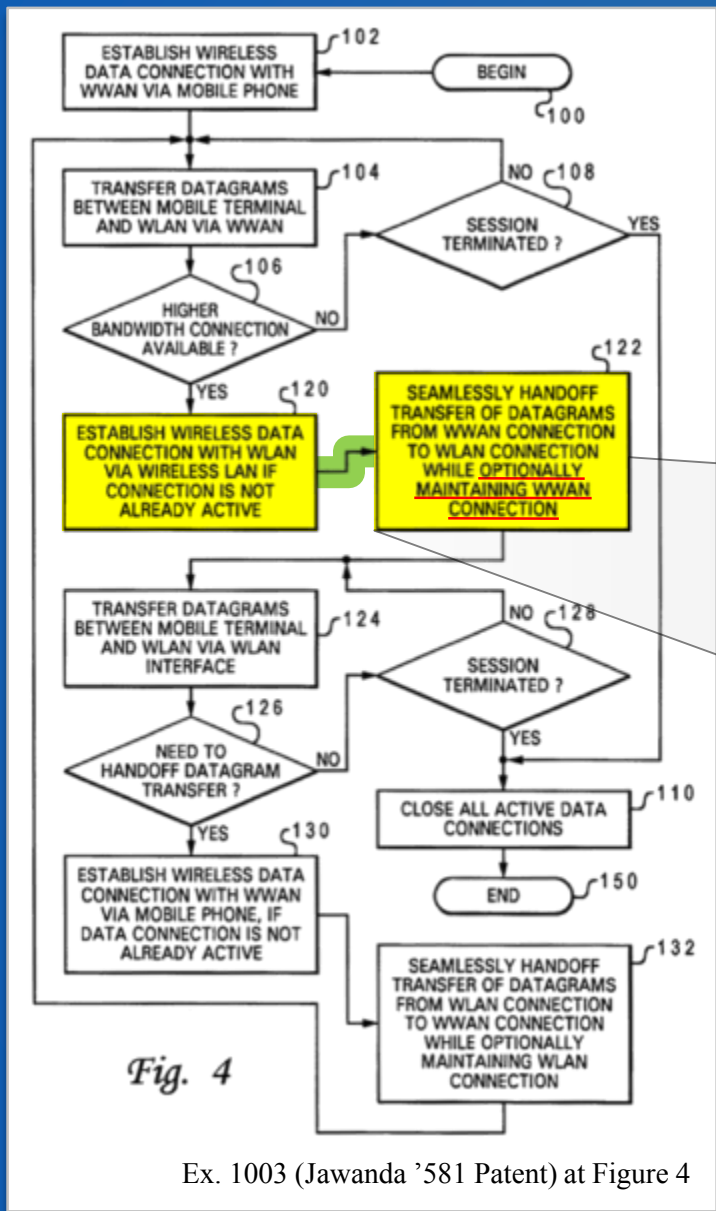 ESTABLISH WIRELESS
DATA CONNECTION WITH
WWAN VIA MOBILE PHONE
102
BEGIN
100
TRANSFER DATAGRAMS
BETWEEN MOBILE TERMINAL
AND WLAN VIA WWAN
104
NO
108
SESSION
TERMINATED ?
YES
106
HIGHER
BANDWIDTH CONNECTION
AVAILABLE ?
NO
YES
120
ESTABLISH WIRELESS DATA
CONNECTION WITH WLAN
VIA WIRELESS LAN IF
CONNECTION IS NOT
ALREADY ACTIVE
122
SEAMLESSLY HANDOFF
TRANSFER OF DATAGRAMS
FROM WWAN CONNECTION
TO WLAN CONNECTION
WHILE OPTIONALLY
MAINTAINING WWAN
CONNECTION
TRANSFER DATAGRAMS
BETWEEN MOBILE TERMINAL
AND WLAN VIA WLAN
INTERFACE
124
NO
128
SESSION
TERMINATED ?
YES
126
NEED TO
HANDOFF DATAGRAM
TRANSFER ?
NO
YES
110
CLOSE ALL ACTIVE DATA
CONNECTIONS
130
ESTABLISH WIRELESS DATA
CONNECTION WITH WWAN
VIA MOBILE PHONE, IF
DATA CONNECTION IS NOT
ALREADY ACTIVE
END
150
132
SEAMLESSLY HANDOFF
TRANSFER OF DATAGRAMS
FROM WLAN CONNECTION
TO WWAN CONNECTION
WHILE OPTIONALLY
MAINTAINING WLAN
CONNECTION
Fig. 4
Ex. 1003 (Jawanda ’581 Patent) at Figure 4